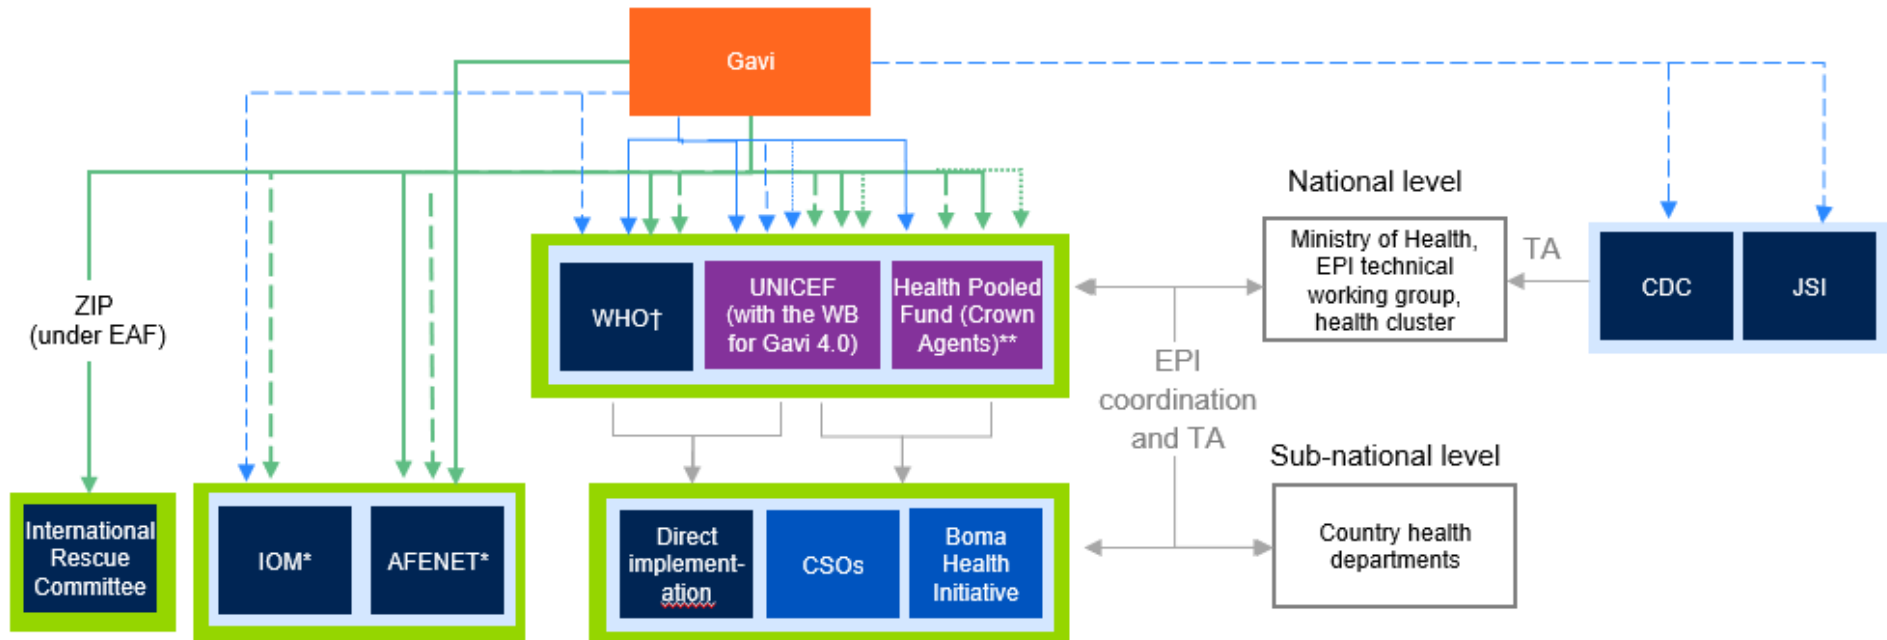 Gavi
National level
ZIP
(under EAF)
WHO†
UNICEF
(with the WB
for Gavi 4.0)
Health Pooled
Fund (Crown
Agents)**
Ministry of Health,
EPI technical
working group,
health cluster
TA
CDC
JSI
EPI
coordination
and TA
Sub-national level
International
Rescue
Committee
IOM*
AFENET*
Direct
implement-
ation
CSOs
Boma
Health
Initiative
Country health
departments